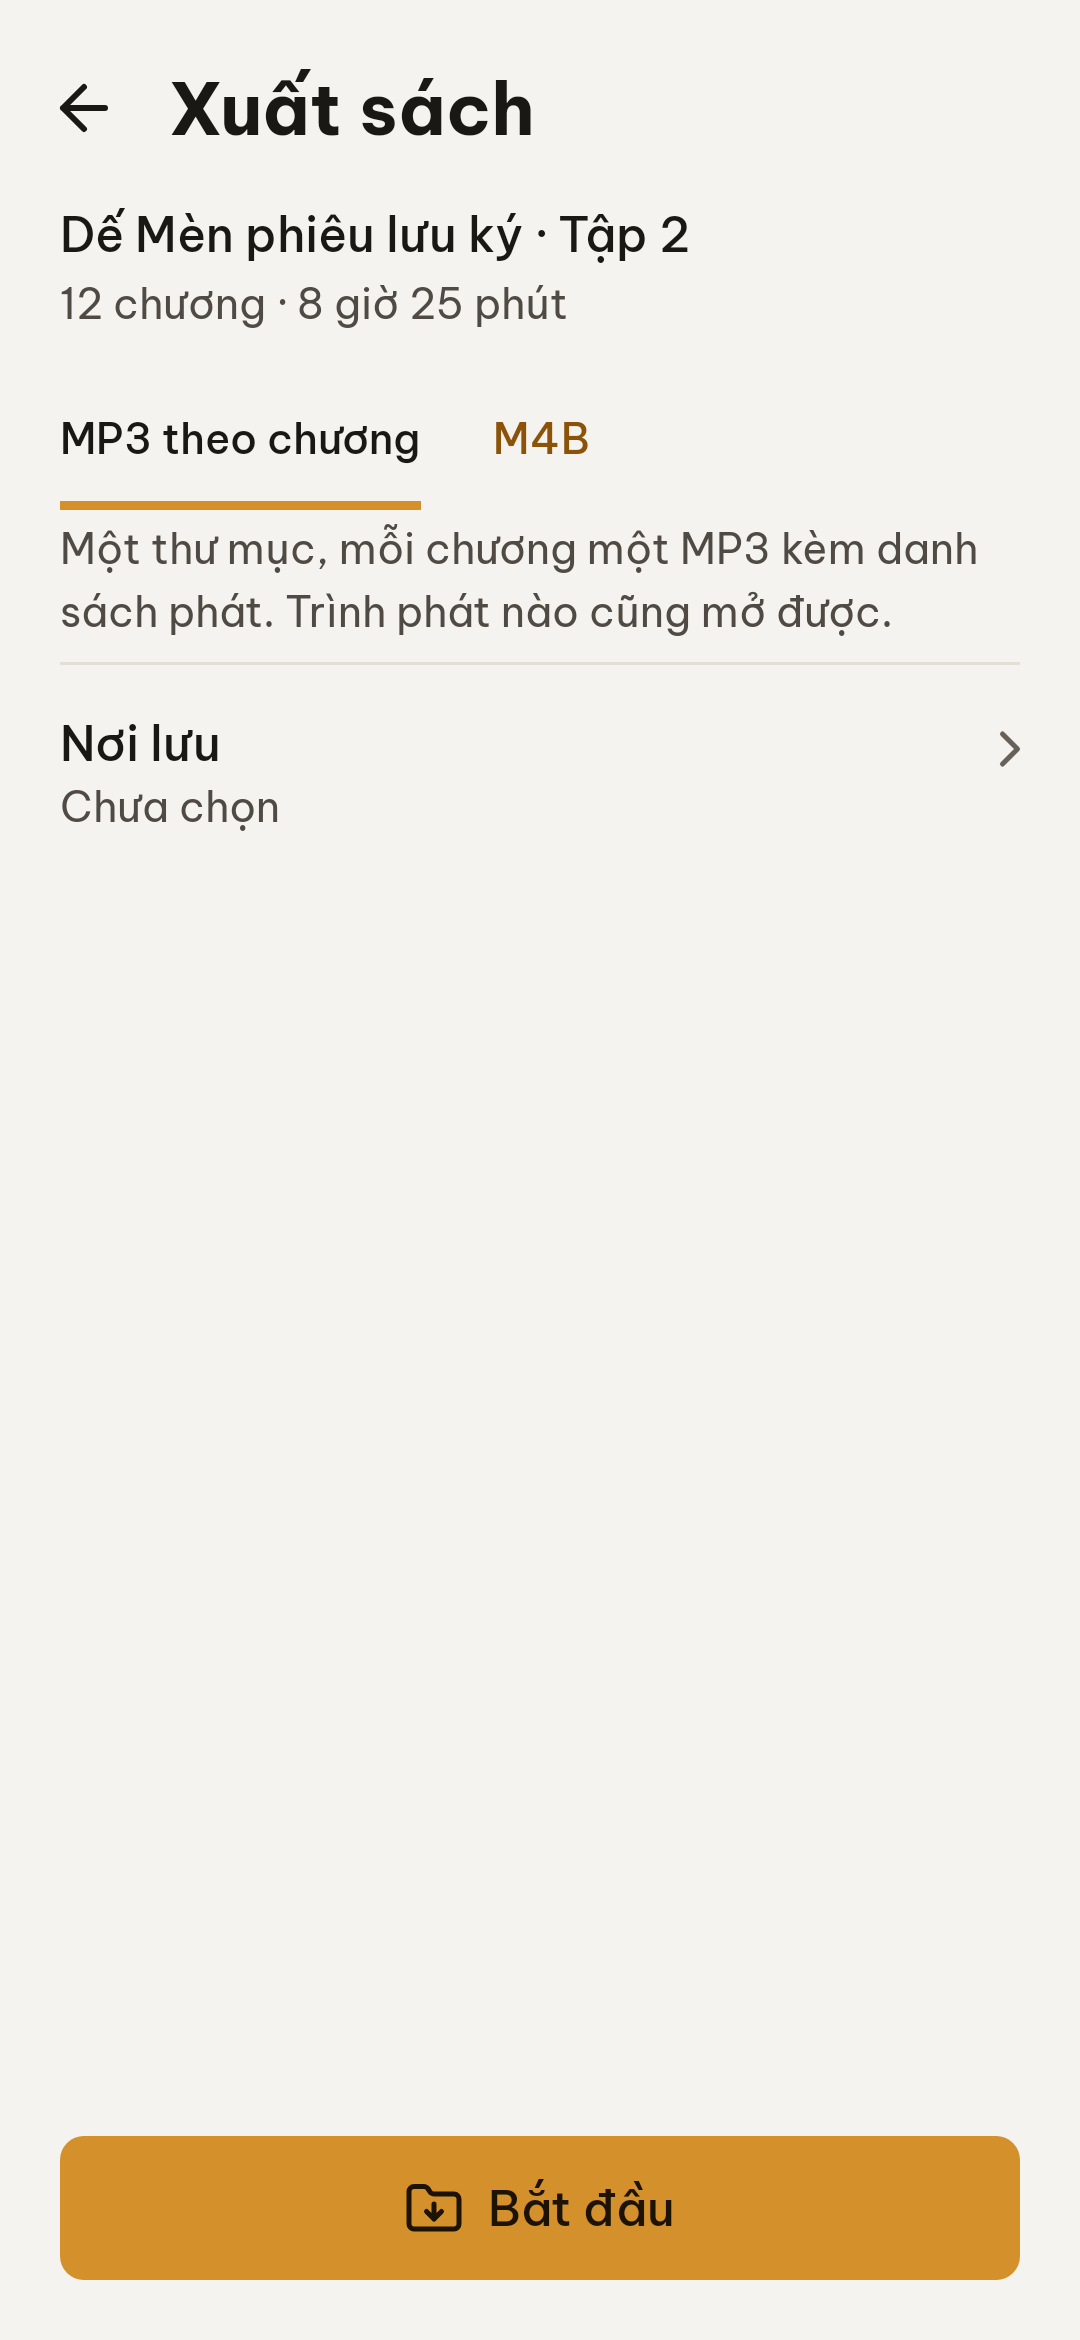 Xuất sách
Dế Mèn phiêu lưu ký · Tập 2
12 chương · 8 giờ 25 phút
MP3 theo chương
M4B
Một thư mục, mỗi chương một MP3 kèm danh
sách phát. Trình phát nào cũng mở được.
Nơi lưu
Chưa chọn
Bắt đầu